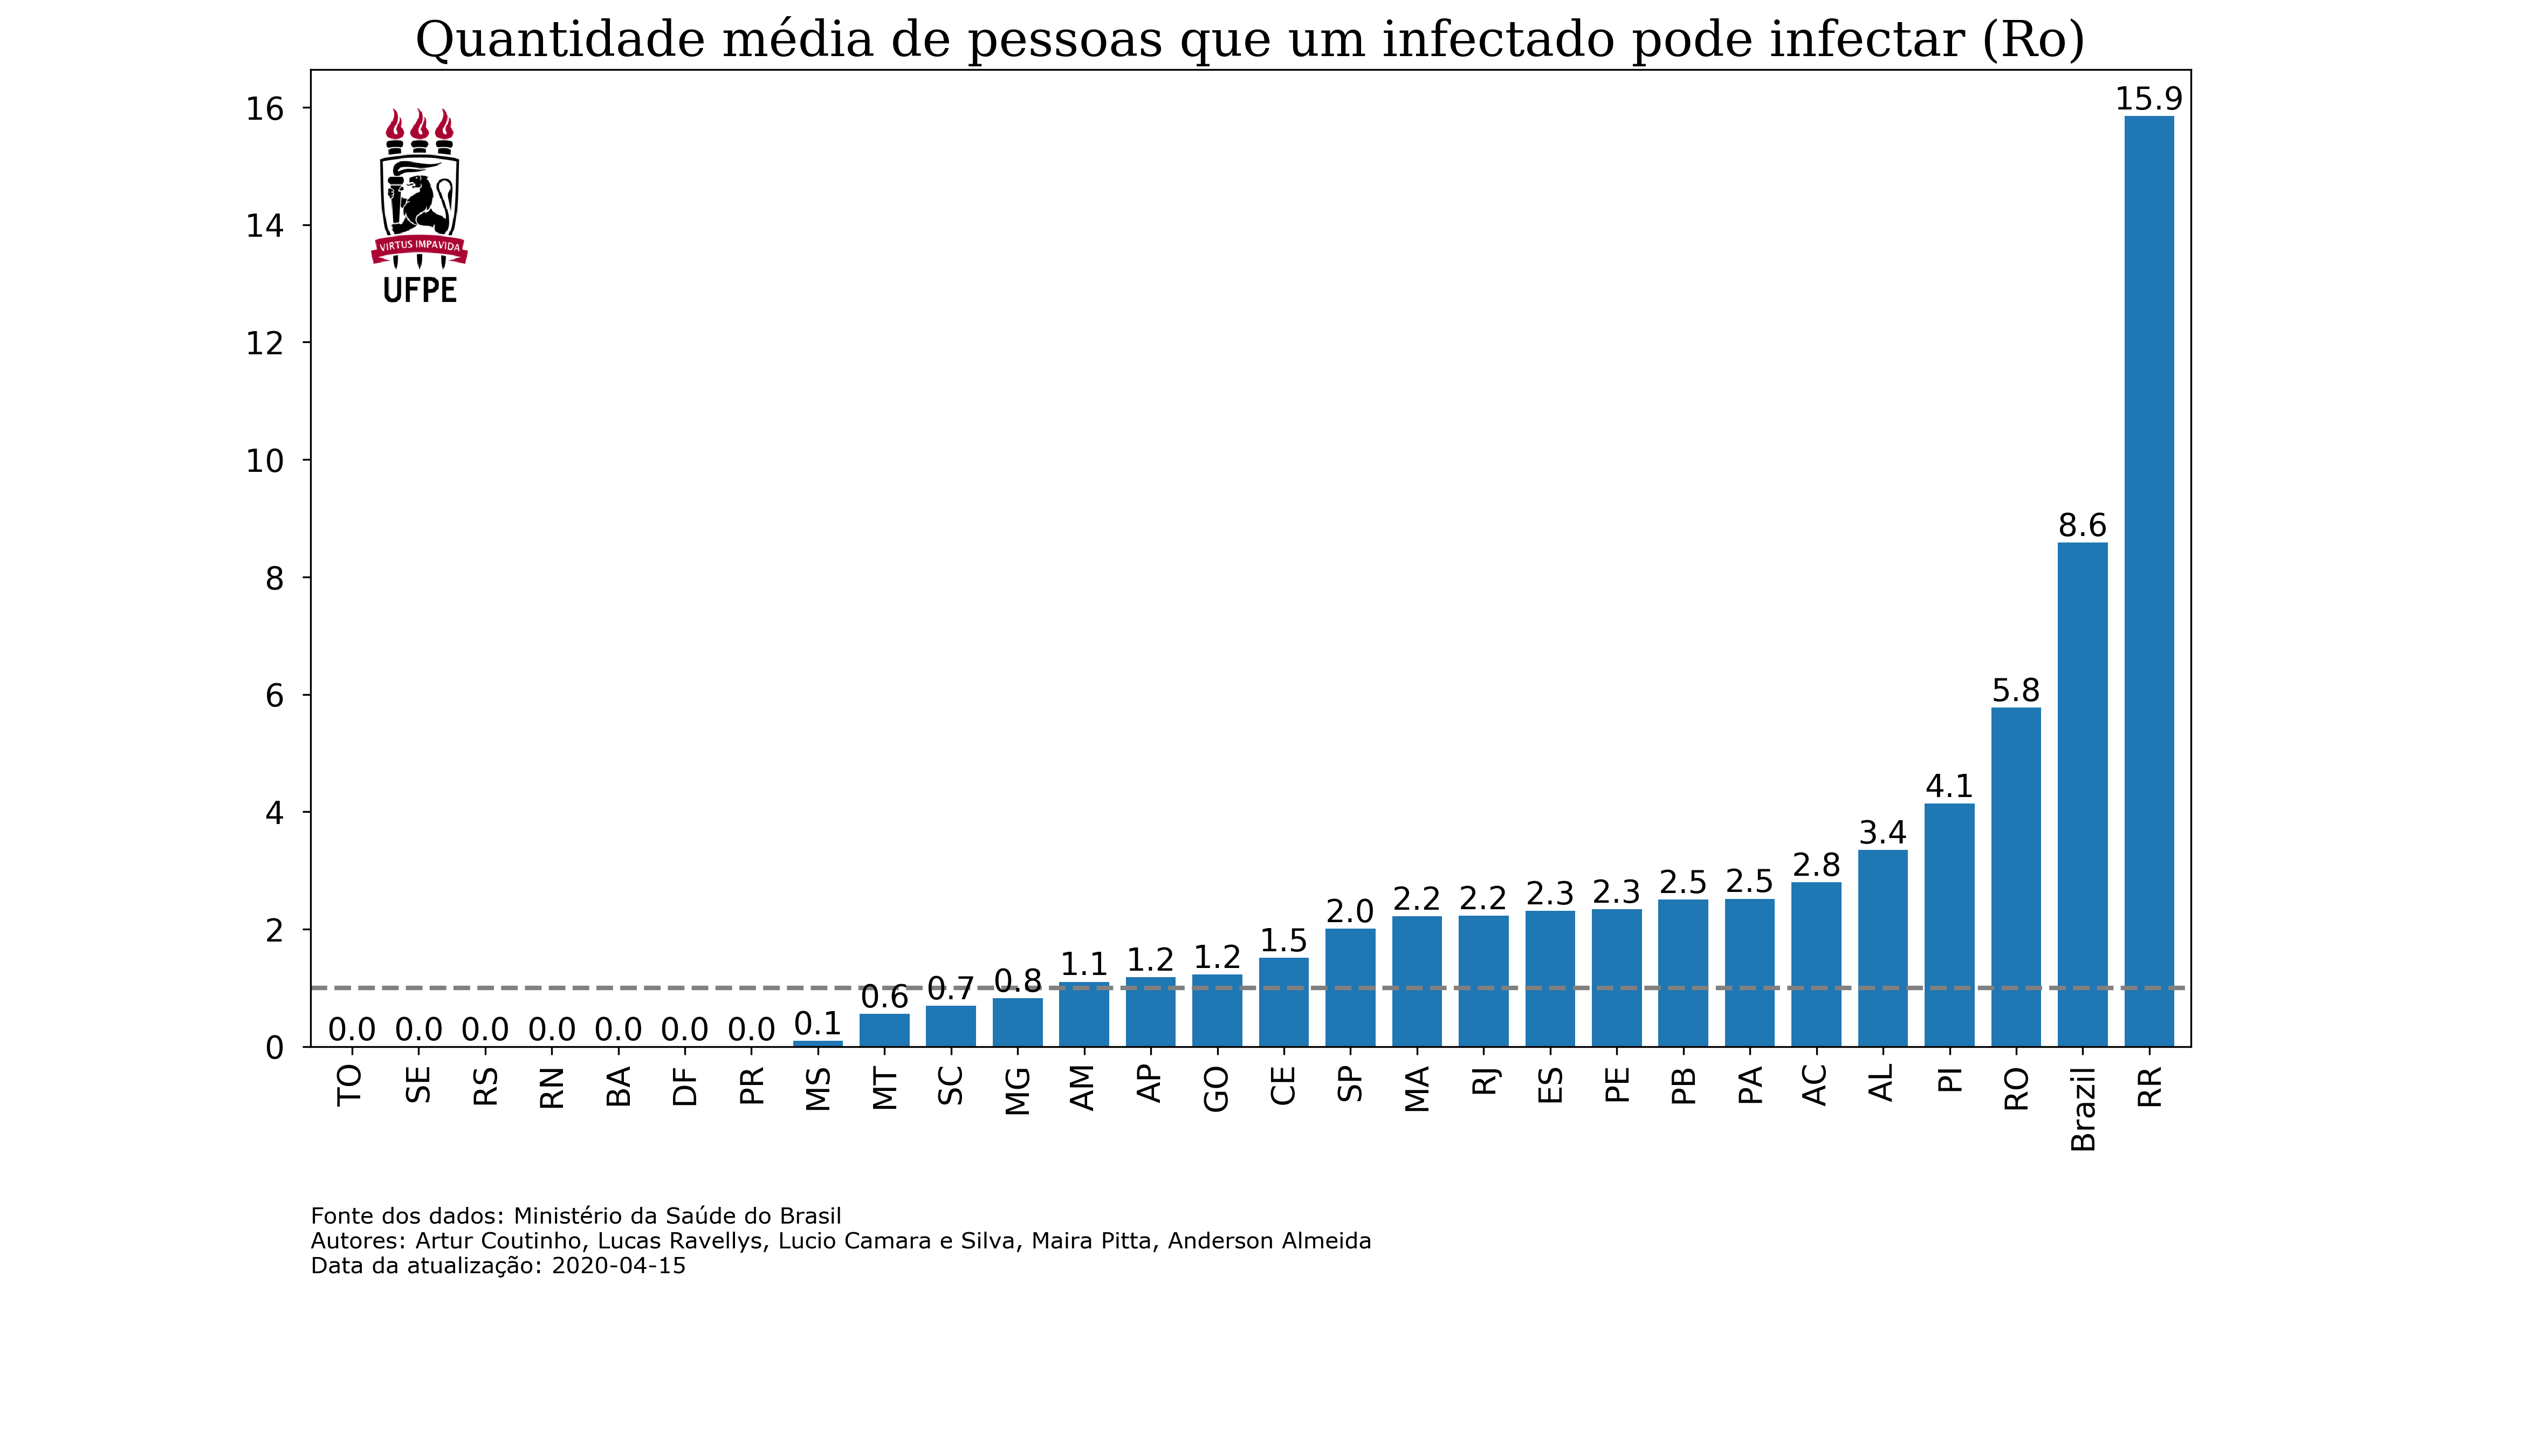 Quantidade média de pessoas que um infectado pode infectar (Ro)
16
14
12
10
8
6
4
2
0
VIRTUS IMPAVIDA
UFPE
0.0 0.0 0.0 0.0 0.0 0.0 0.0 0.1 0.6 0.7 0.8 1.1 1.2 1.2 1.5 2.0 2.2 2.2 2.3 2.3 2.5 2.5 2.8 3.4 4.1 5.8 8.6 15.9
TO SE RS RN BA DF PR MS MT SC MG AM AP GO CE SP MA RJ ES PE PB PA AC AL PI RO Brazil RR
Fonte dos dados: Ministério da Saúde do Brasil
Autores: Artur Coutinho, Lucas Ravellys, Lucio Camara e Silva, Maira Pitta, Anderson Almeida
Data da atualização: 2020-04-15